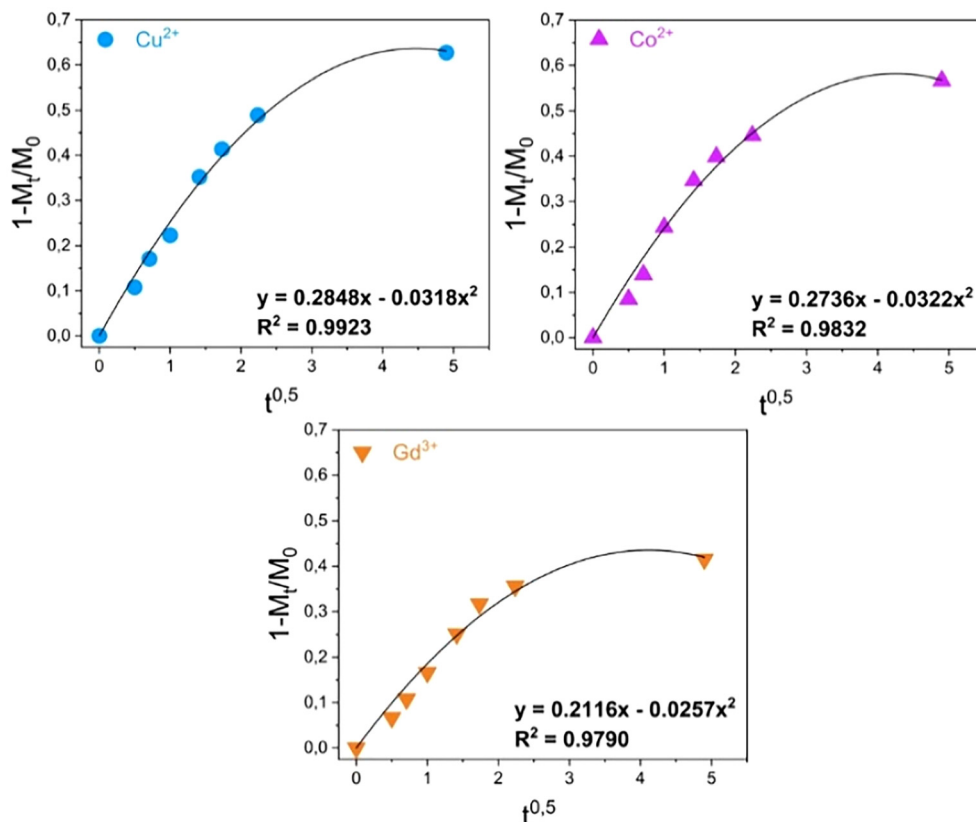 Cu²⁺
1-Mₜ/M₀
0,7
0,6
0,5
0,4
0,3
0,2
0,1
0,0
y = 0.2848x - 0.0318x²
R² = 0.9923
0 1 2 3 4 5
t⁰,⁵
Co²⁺
1-Mₜ/M₀
0,7
0,6
0,5
0,4
0,3
0,2
0,1
0,0
y = 0.2736x - 0.0322x²
R² = 0.9832
0 1 2 3 4 5
t⁰,⁵
Gd³⁺
1-Mₜ/M₀
0,7
0,6
0,5
0,4
0,3
0,2
0,1
0,0
y = 0.2116x - 0.0257x²
R² = 0.9790
0 1 2 3 4 5
t⁰,⁵